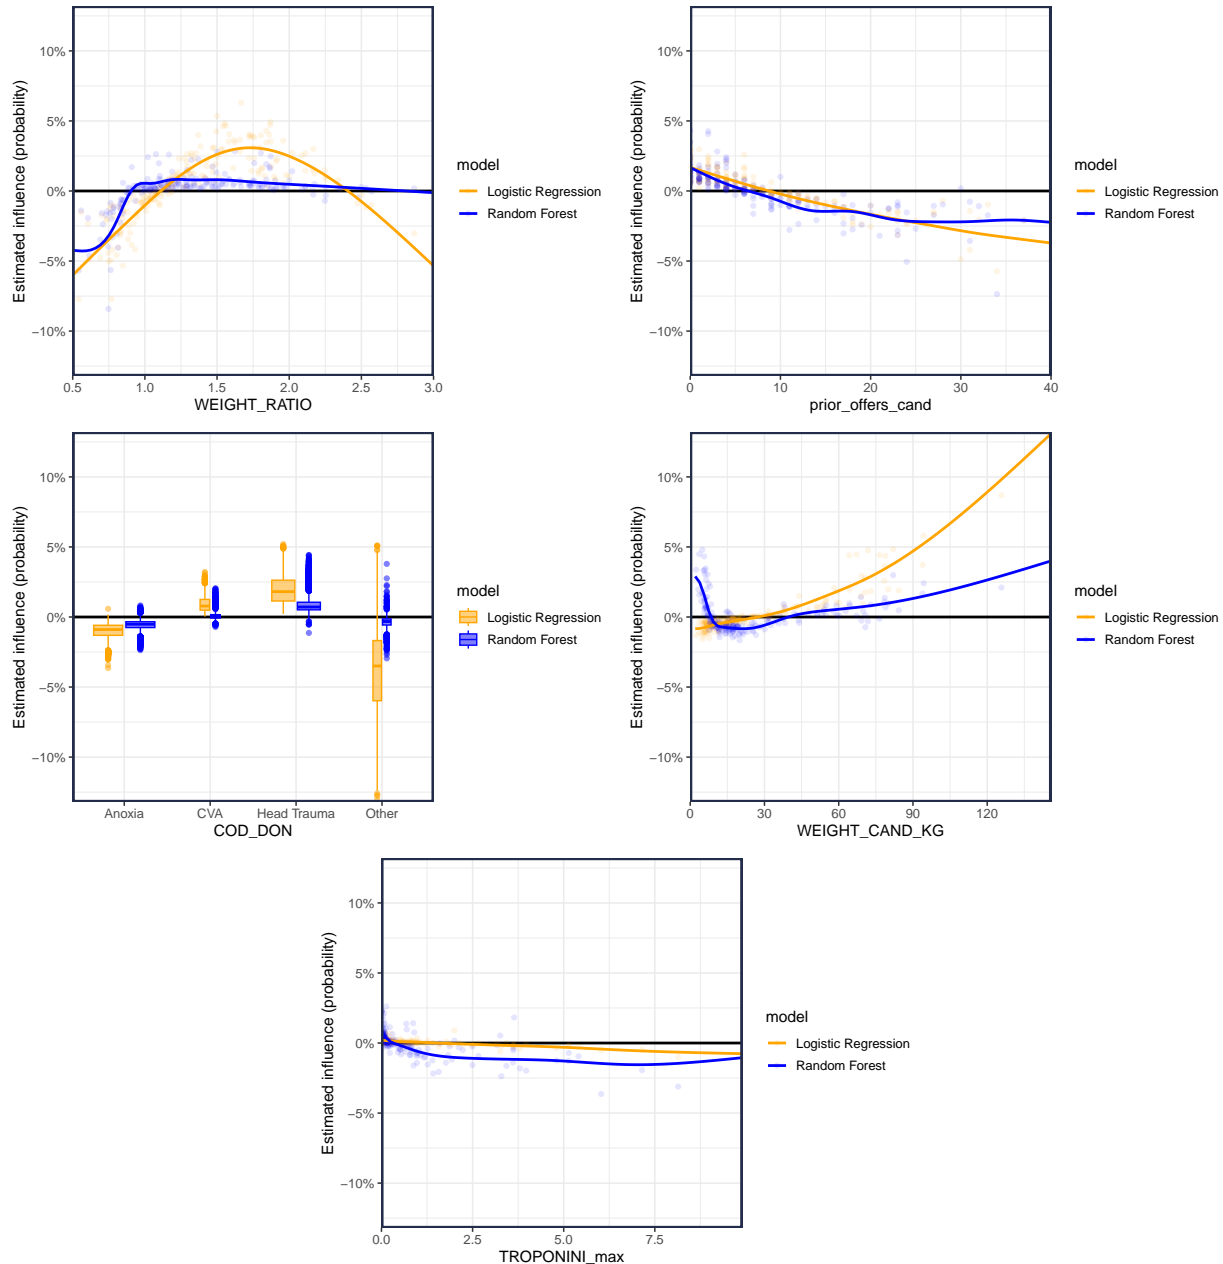 Estimated influence (probability)
10%
5%
0%
−5%
−10%
0.5 1.0 1.5 2.0 2.5 3.0
WEIGHT_RATIO
model
Logistic Regression
Random Forest
Estimated influence (probability)
10%
5%
0%
−5%
−10%
0 10 20 30 40
prior_offers_cand
model
Logistic Regression
Random Forest
Estimated influence (probability)
10%
5%
0%
−5%
−10%
Anoxia CVA Head Trauma Other
COD_DON
model
Logistic Regression
Random Forest
Estimated influence (probability)
10%
5%
0%
−5%
−10%
0 30 60 90 120
WEIGHT_CAND_KG
model
Logistic Regression
Random Forest
Estimated influence (probability)
10%
5%
0%
−5%
−10%
0.0 2.5 5.0 7.5
TROPONINI_max
model
Logistic Regression
Random Forest